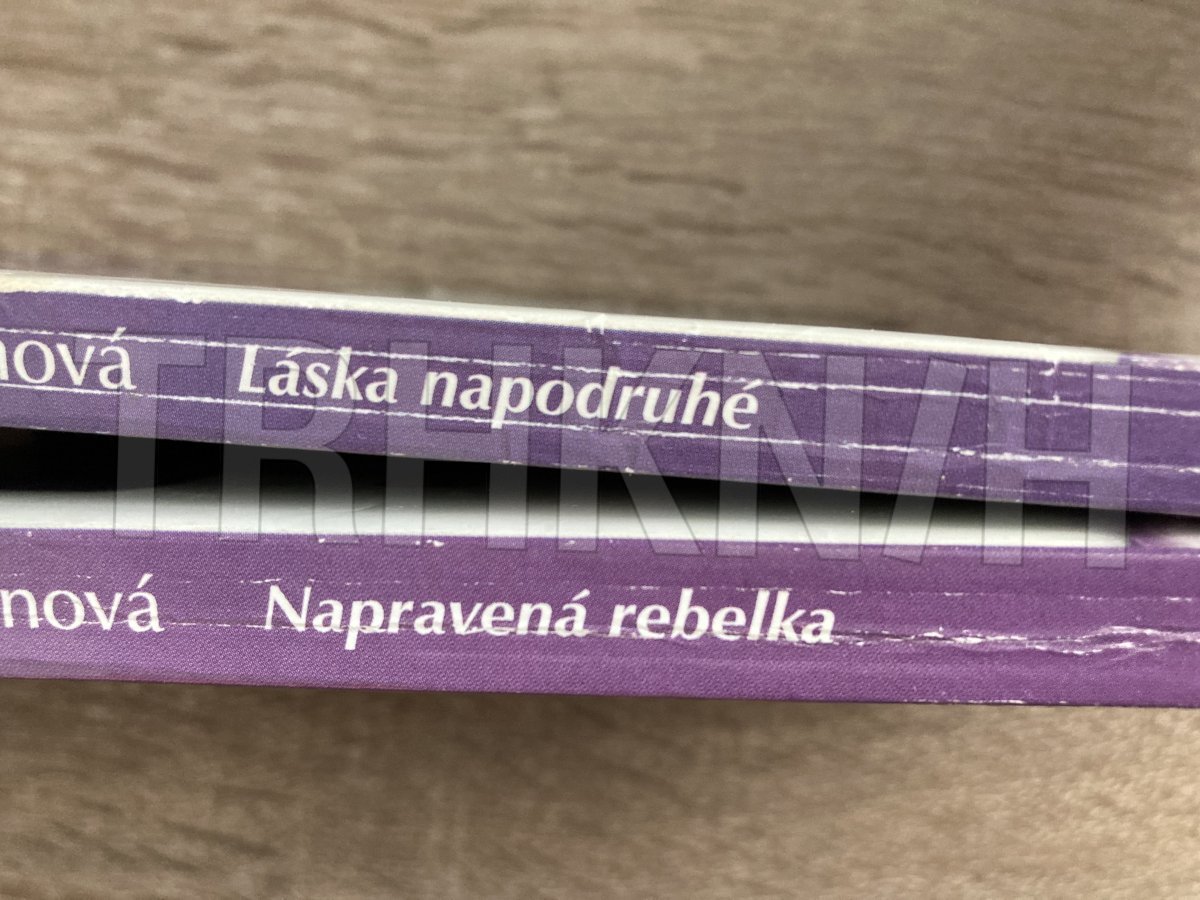 nová Láska napodruhé
nová Napravená rebelka
TRHKNIH